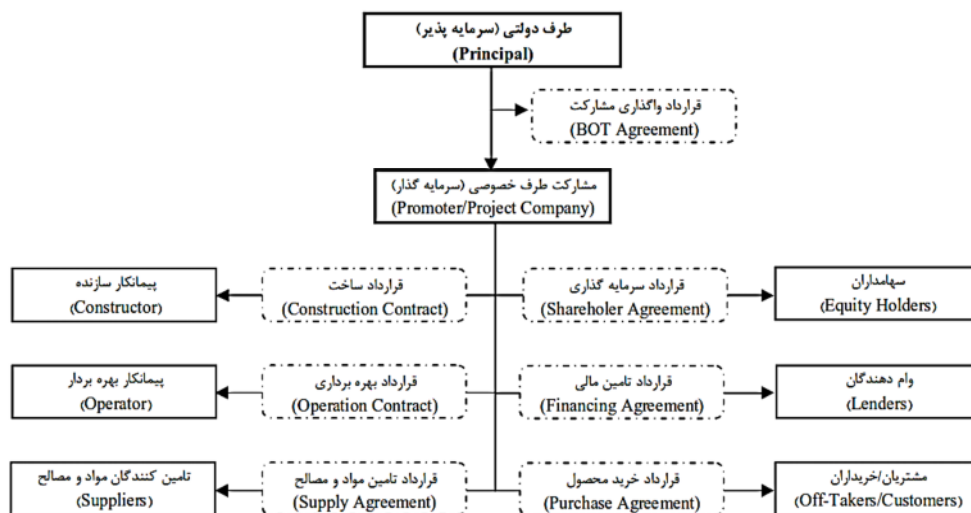 طرف دولتی (سرمایه پذیر)
(Principal)
قرارداد واگذاری مشارکت
(BOT Agreement)
مشارکت طرف خصوصی (سرمایه گذار)
(Promoter/Project Company)
پیمانکار سازنده
(Constructor)
قرارداد ساخت
(Construction Contract)
قرارداد سرمایه گذاری
(Shareholer Agreement)
سهامداران
(Equity Holders)
پیمانکار بهره بردار
(Operator)
قرارداد بهره برداری
(Operation Contract)
قرارداد تامین مالی
(Financing Agreement)
وام دهندگان
(Lenders)
تامین کنندگان مواد و مصالح
(Suppliers)
قرارداد تامین مواد و مصالح
(Supply Agreement)
قرارداد خرید محصول
(Purchase Agreement)
مشتریان/خریداران
(Off-Takers/Customers)